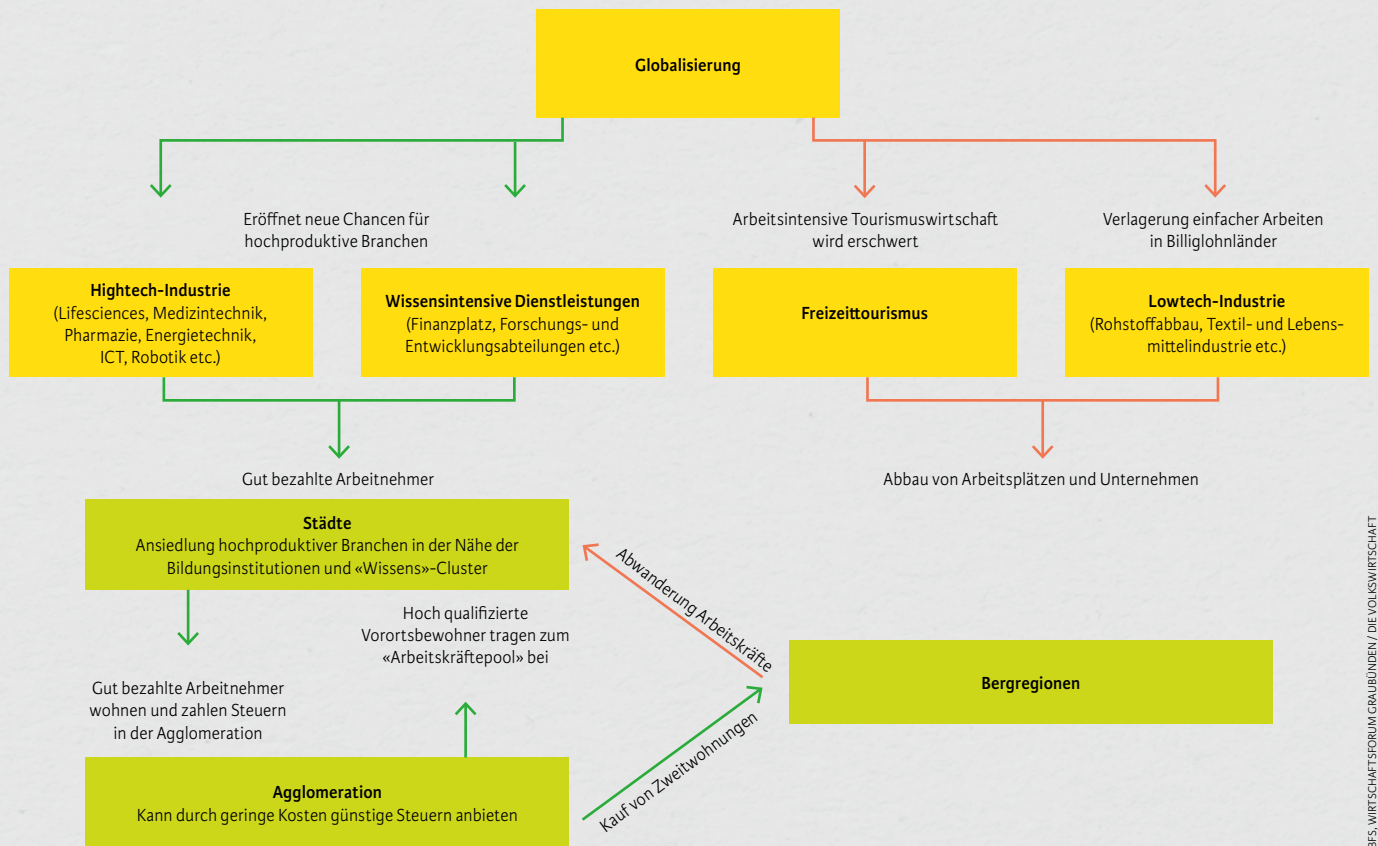 Globalisierung
Eröffnet neue Chancen für
hochproduktive Branchen
Arbeitsintensive Tourismuswirtschaft
wird erschwert
Verlagerung einfacher Arbeiten
in Billiglohnländer
Hightech-Industrie
(Lifesciences, Medizintechnik,
Pharmazie, Energietechnik,
ICT, Robotik etc.)
Wissensintensive Dienstleistungen
(Finanzplatz, Forschungs- und
Entwicklungsabteilungen etc.)
Freizeittourismus
Lowtech-Industrie
(Rohstoffabbau, Textil- und Lebens-
mittelindustrie etc.)
Gut bezahlte Arbeitnehmer
Abbau von Arbeitsplätzen und Unternehmen
Städte
Ansiedlung hochproduktiver Branchen in der Nähe der
Bildungsinstitutionen und «Wissens»-Cluster
Abwanderung Arbeitskräfte
Hoch qualifizierte
Vorortsbewohner tragen zum
«Arbeitskräftepool» bei
Gut bezahlte Arbeitnehmer
wohnen und zahlen Steuern
in der Agglomeration
Bergregionen
Kauf von Zweitwohnungen
Agglomeration
Kann durch geringe Kosten günstige Steuern anbieten
BFS, WIRTSCHAFTSFORUM GRAUBÜNDEN / DIE VOLKSWIRTSCHAFT